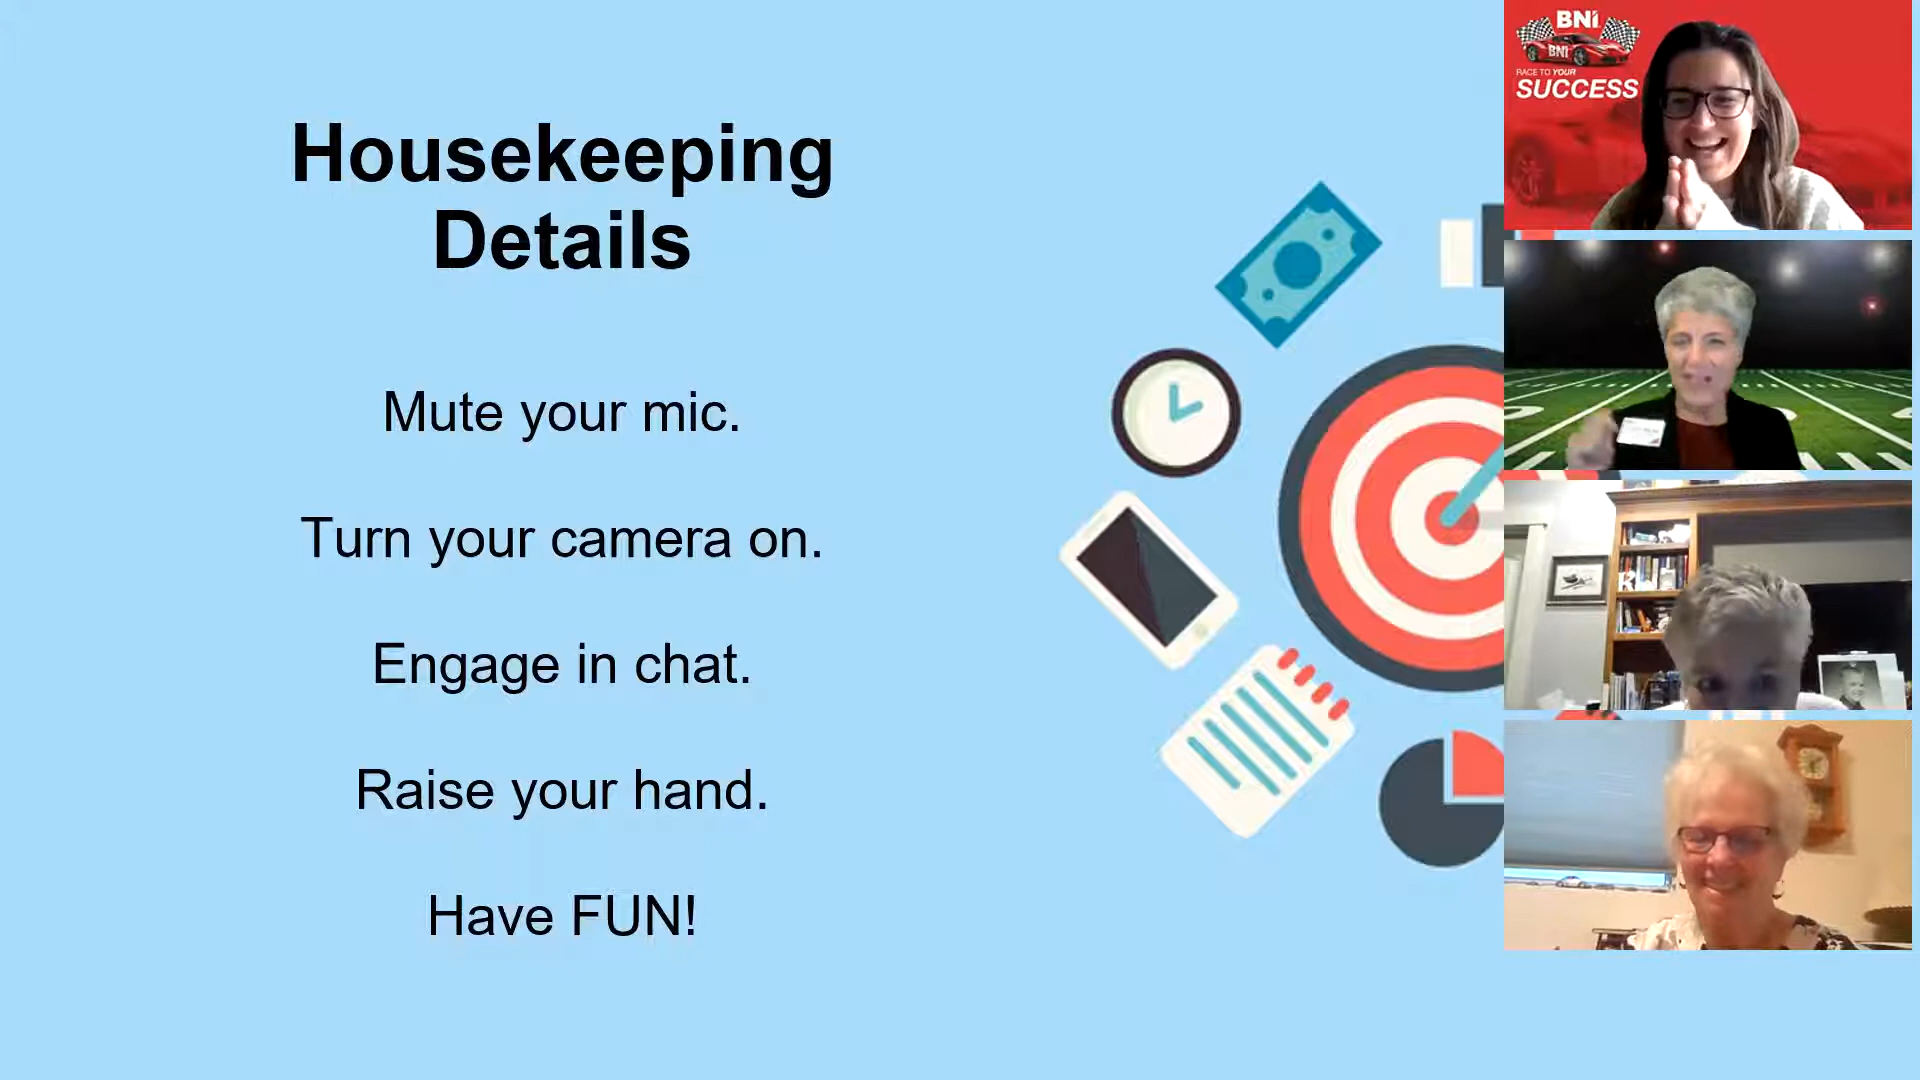 Housekeeping
Details
Mute your mic.
Turn your camera on.
Engage in chat.
Raise your hand.
Have FUN!
BNI
BNI
RACE TO YOUR
SUCCESS